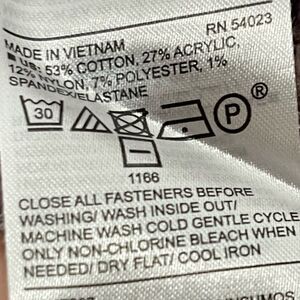 RN 54023
MADE IN VIETNAM
US: 53% COTTON, 27% ACRYLIC,
12% NYLON, 7% POLYESTER, 1%
SPANDEX/ELASTANE
30
P
®
1166
CLOSE ALL FASTENERS BEFORE
WASHING/ WASH INSIDE OUT/
MACHINE WASH COLD GENTLE CYCLE
ONLY NON-CHLORINE BLEACH WHEN
NEEDED/ DRY FLAT/ COOL IRON